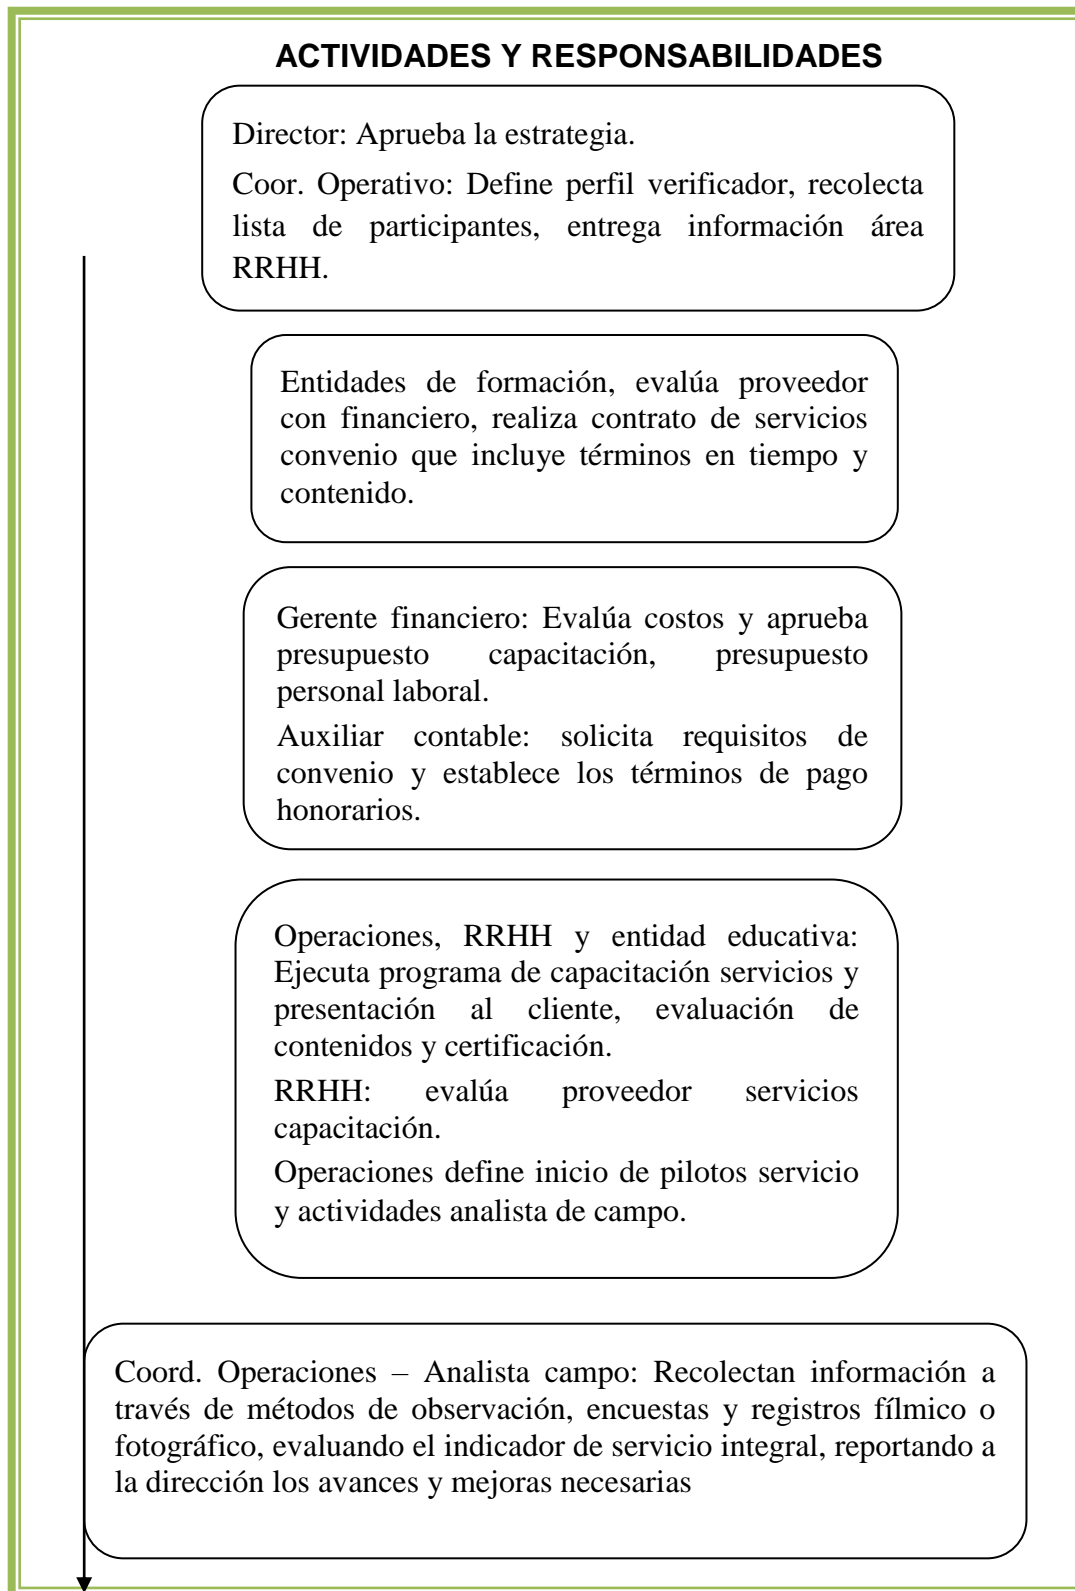 ACTIVIDADES Y RESPONSABILIDADES
Director: Aprueba la estrategia.
Coor. Operativo: Define perfil verificador, recolecta
lista de participantes, entrega información área
RRHH.
Entidades de formación, evalúa proveedor
con financiero, realiza contrato de servicios
convenio que incluye términos en tiempo y
contenido.
Gerente financiero: Evalúa costos y aprueba
presupuesto capacitación, presupuesto
personal laboral.
Auxiliar contable: solicita requisitos de
convenio y establece los términos de pago
honorarios.
Operaciones, RRHH y entidad educativa:
Ejecuta programa de capacitación servicios y
presentación al cliente, evaluación de
contenidos y certificación.
RRHH: evalúa proveedor servicios
capacitación.
Operaciones define inicio de pilotos servicio
y actividades analista de campo.
Coord. Operaciones – Analista campo: Recolectan información a
través de métodos de observación, encuestas y registros fílmico o
fotográfico, evaluando el indicador de servicio integral, reportando a
la dirección los avances y mejoras necesarias